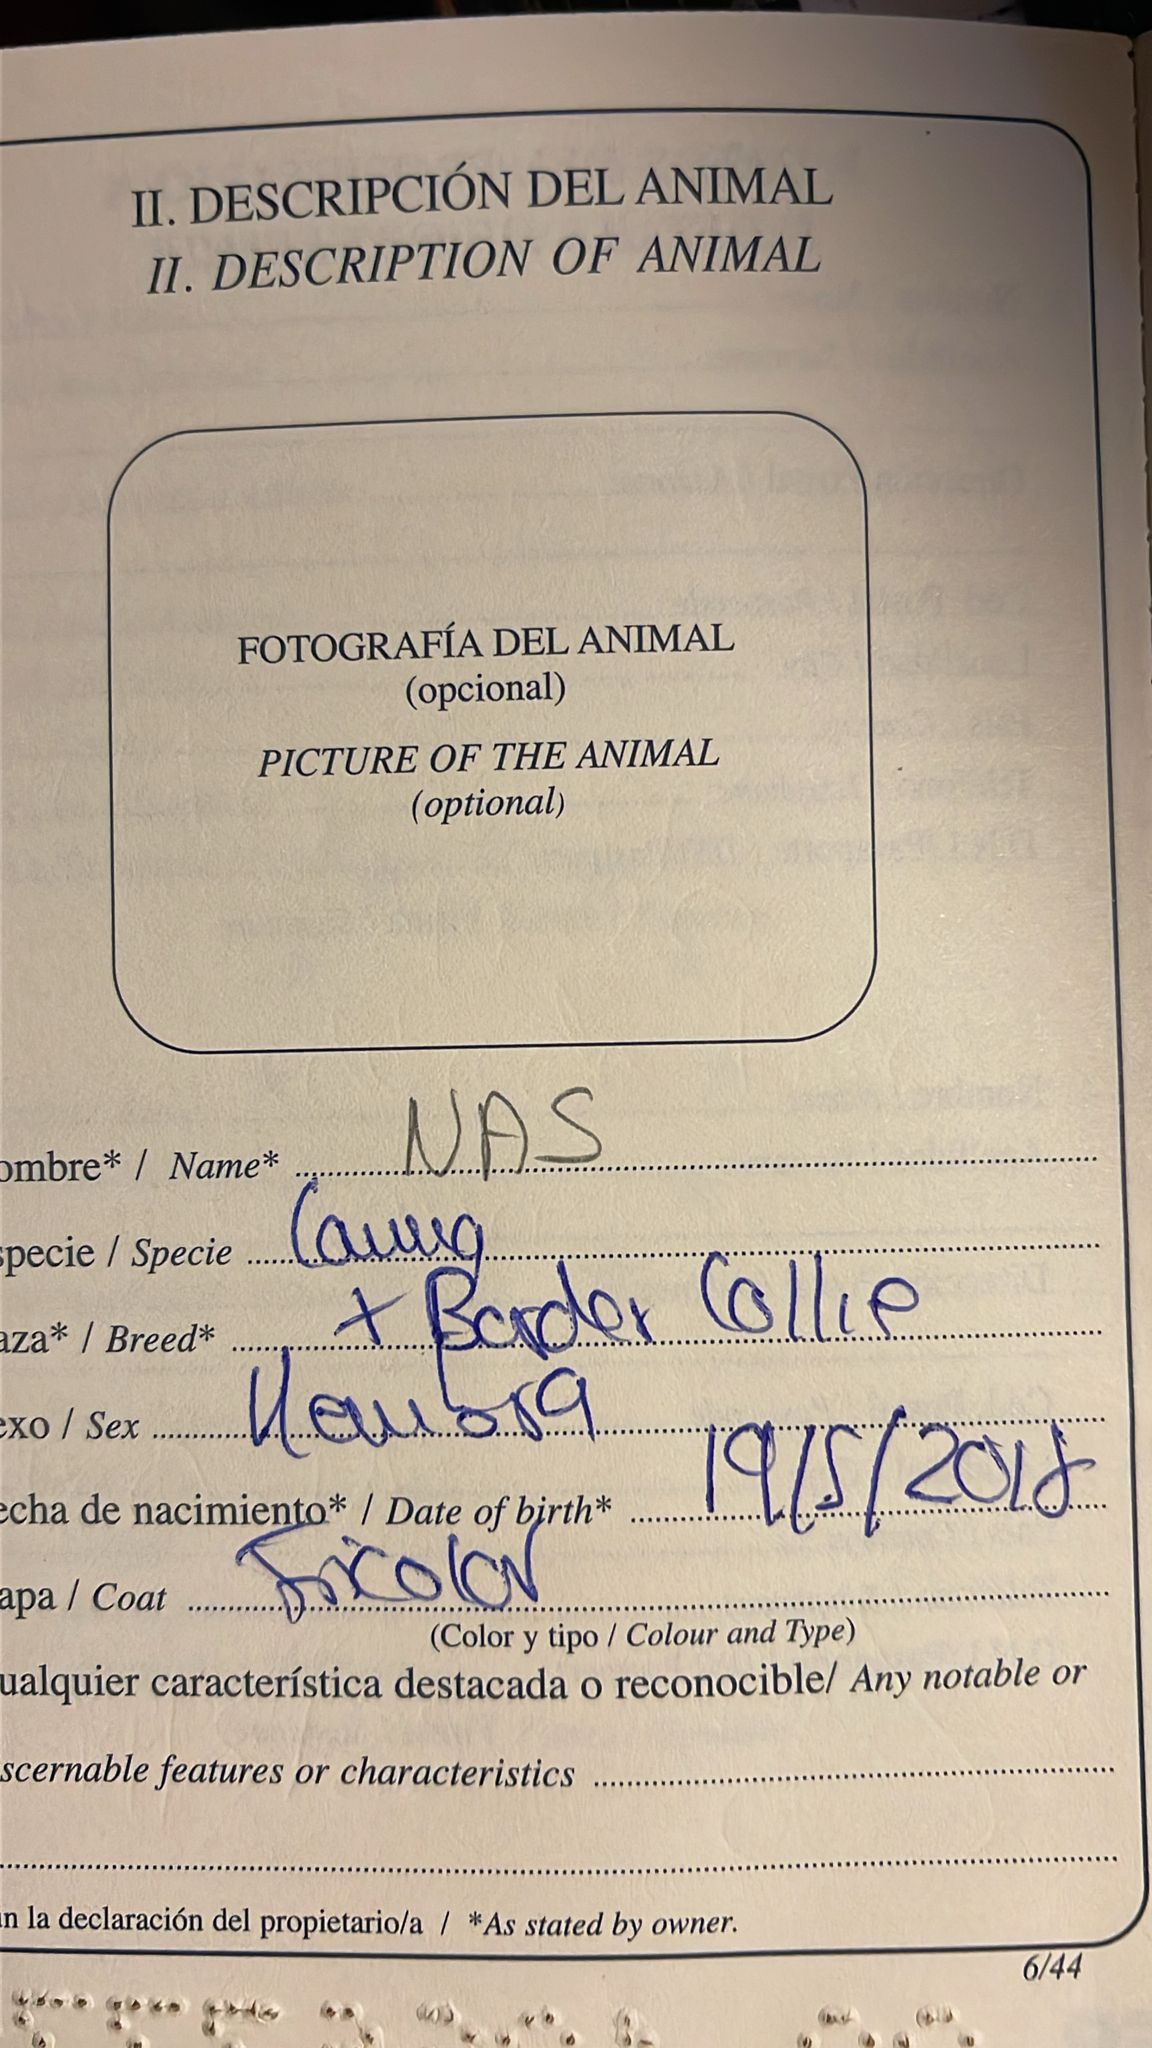 II. DESCRIPCIÓN DEL ANIMAL
II. DESCRIPTION OF ANIMAL
FOTOGRAFÍA DEL ANIMAL
(opcional)
PICTURE OF THE ANIMAL
(optional)
ombre* / Name* NAS
specie / Specie Canina
aza* / Breed* + Border Collie
exo / Sex Hembra
echa de nacimiento* / Date of birth* 19/5/2018
apa / Coat Tricolor
(Color y tipo / Colour and Type)
ualquier característica destacada o reconocible/ Any notable or
scernable features or characteristics
ún la declaración del propietario/a / *As stated by owner.
6/44